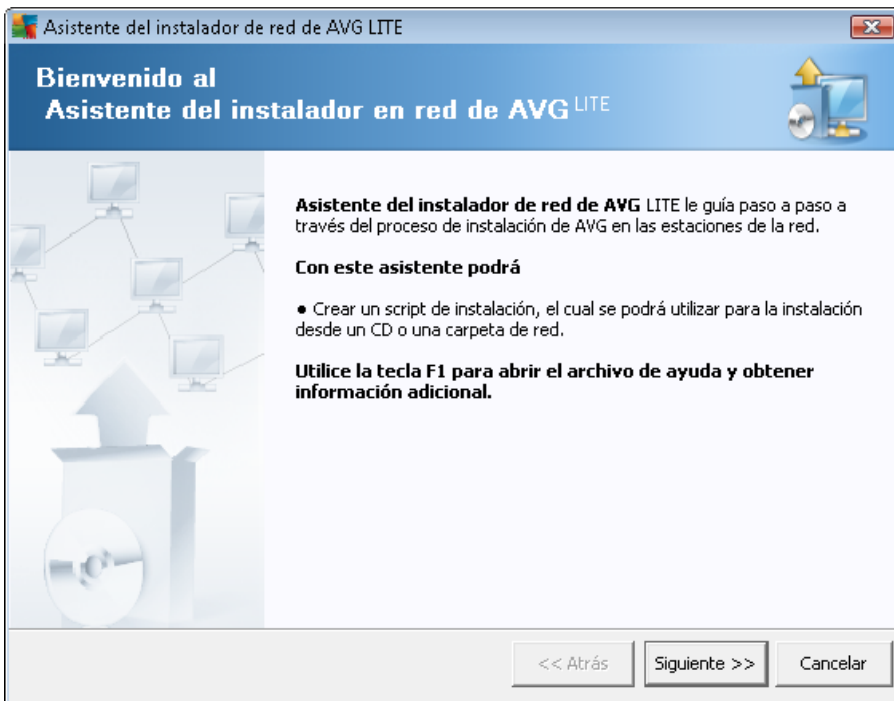 Asistente del instalador de red de AVG LITE
Bienvenido al
Asistente del instalador en red de AVG LITE
Asistente del instalador de red de AVG LITE le guía paso a paso a
través del proceso de instalación de AVG en las estaciones de la red.
Con este asistente podrá
● Crear un script de instalación, el cual se podrá utilizar para la instalación
desde un CD o una carpeta de red.
Utilice la tecla F1 para abrir el archivo de ayuda y obtener
información adicional.
<< Atrás
Siguiente >>
Cancelar